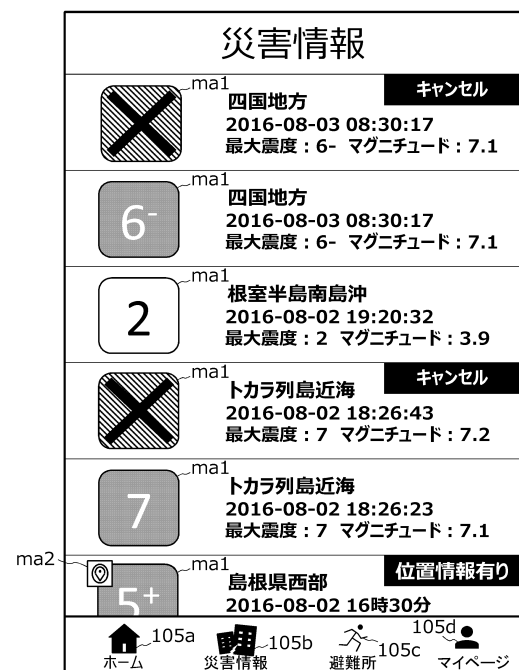 災害情報
ma1
キャンセル
四国地方
2016-08-03 08:30:17
最大震度：6- マグニチュード：7.1
ma1
四国地方
2016-08-03 08:30:17
6-
最大震度：6- マグニチュード：7.1
ma1
根室半島南島沖
2016-08-02 19:20:32
2
最大震度：2 マグニチュード：3.9
ma1
キャンセル
トカラ列島近海
2016-08-02 18:26:43
最大震度：7 マグニチュード：7.2
ma1
トカラ列島近海
2016-08-02 18:26:23
7
最大震度：7 マグニチュード：7.1
ma2
ma1
位置情報有り
島根県西部
5+
2016-08-02 16時30分
105a
105b
105c
105d
ホーム
災害情報
避難所
マイページ